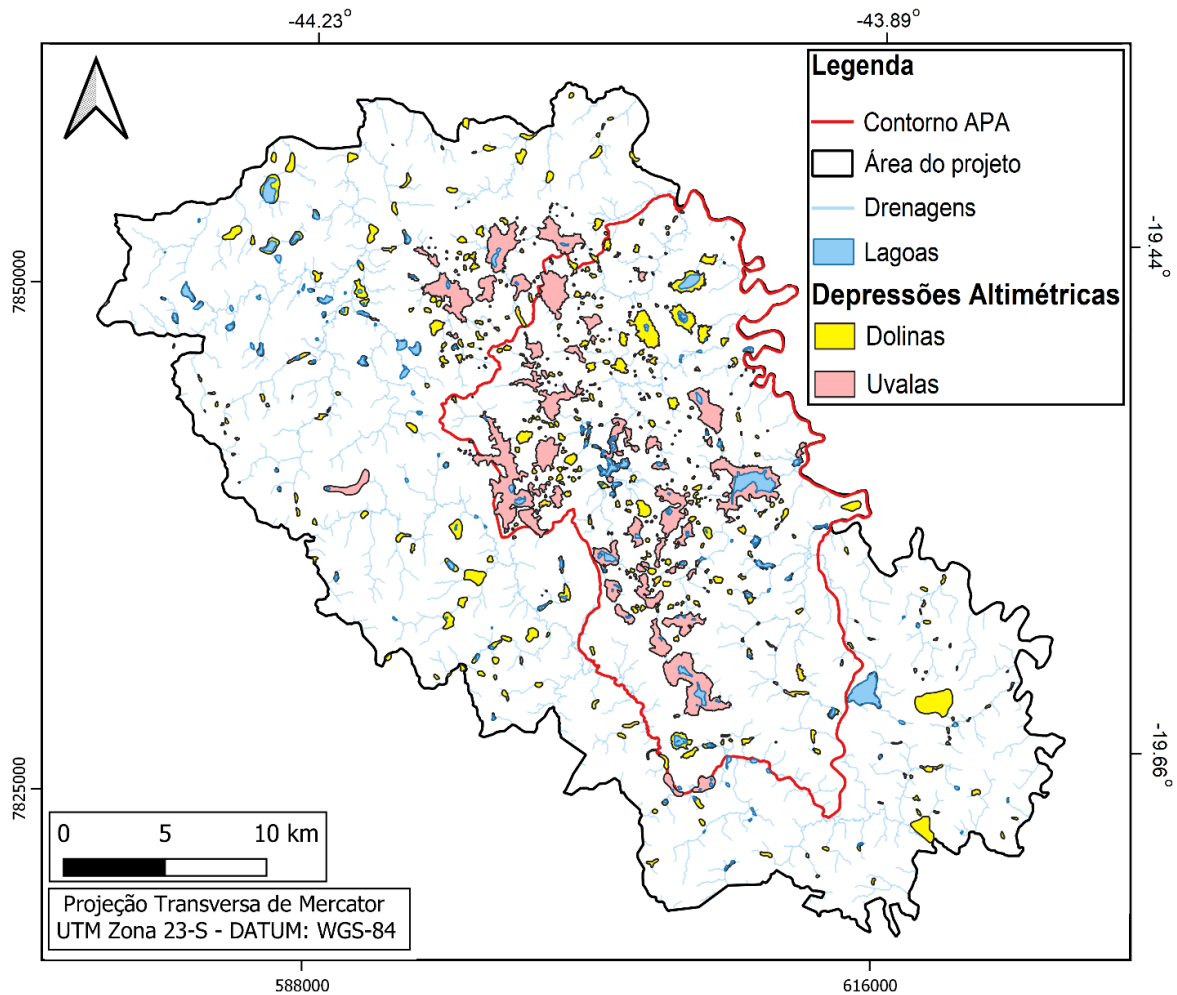 -44.23°
-43.89°
Legenda
Contorno APA
Área do projeto
Drenagens
Lagoas
Depressões Altimétricas
Dolinas
Uvalas
-19.44°
7850000
-19.66°
7825000
0 5 10 km
Projeção Transversa de Mercator
UTM Zona 23-S - DATUM: WGS-84
588000
616000